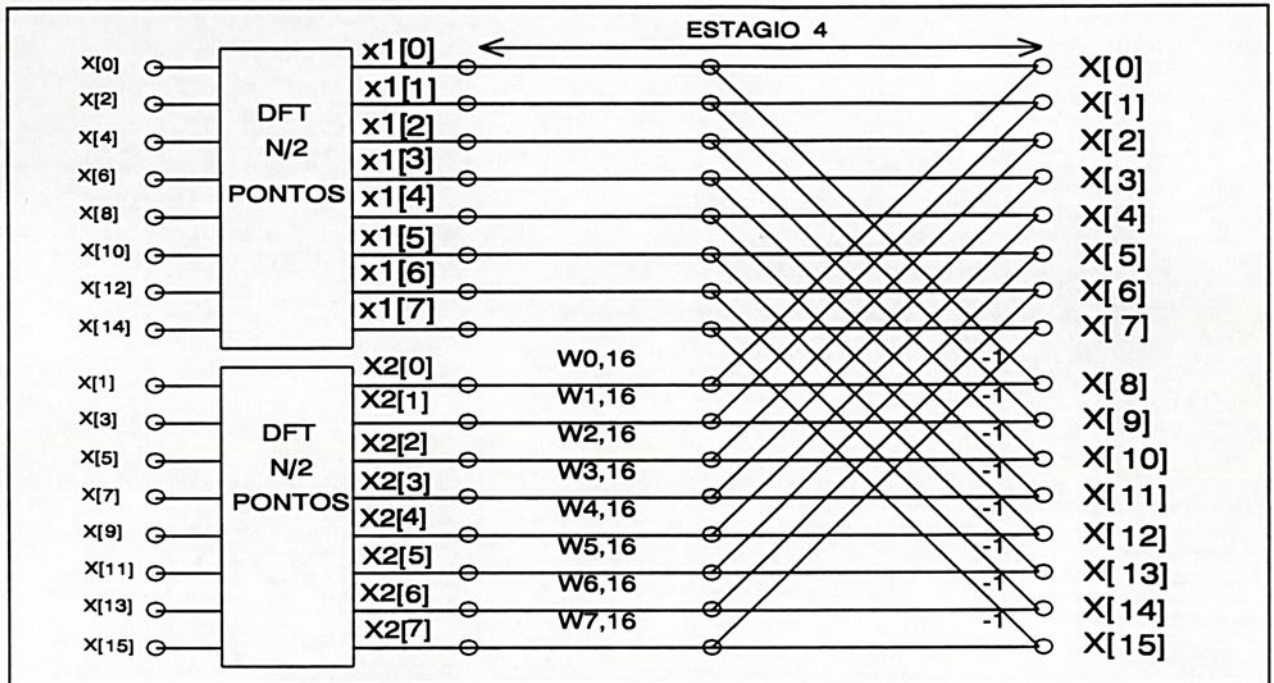 ESTAGIO 4
X[0] x1[0] X[0]
X[2] x1[1] X[1]
X[4] x1[2] X[2]
X[6] x1[3] X[3]
X[8] x1[4] X[4]
X[10] x1[5] X[5]
X[12] x1[6] X[6]
X[14] x1[7] X[7]
DFT
N/2
PONTOS
X[1] X2[0] W0,16 -1 X[8]
X[3] X2[1] W1,16 -1 X[9]
X[5] X2[2] W2,16 -1 X[10]
X[7] X2[3] W3,16 -1 X[11]
X[9] X2[4] W4,16 -1 X[12]
X[11] X2[5] W5,16 -1 X[13]
X[13] X2[6] W6,16 -1 X[14]
X[15] X2[7] W7,16 -1 X[15]
DFT
N/2
PONTOS